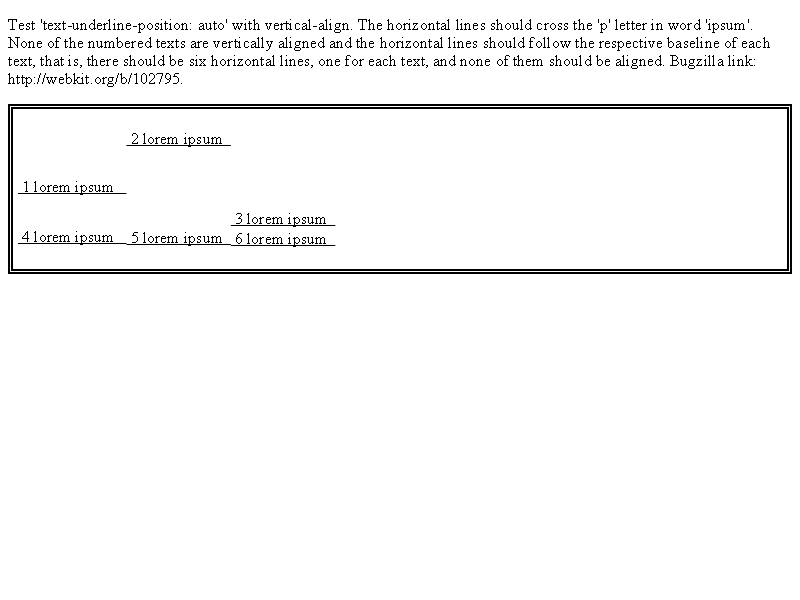 Test 'text-underline-position: auto' with vertical-align. The horizontal lines should cross the 'p' letter in word 'ipsum'.
None of the numbered texts are vertically aligned and the horizontal lines should follow the respective baseline of each
text, that is, there should be six horizontal lines, one for each text, and none of them should be aligned. Bugzilla link:
http://webkit.org/b/102795.
2 lorem ipsum
1 lorem ipsum
3 lorem ipsum
4 lorem ipsum 5 lorem ipsum 6 lorem ipsum